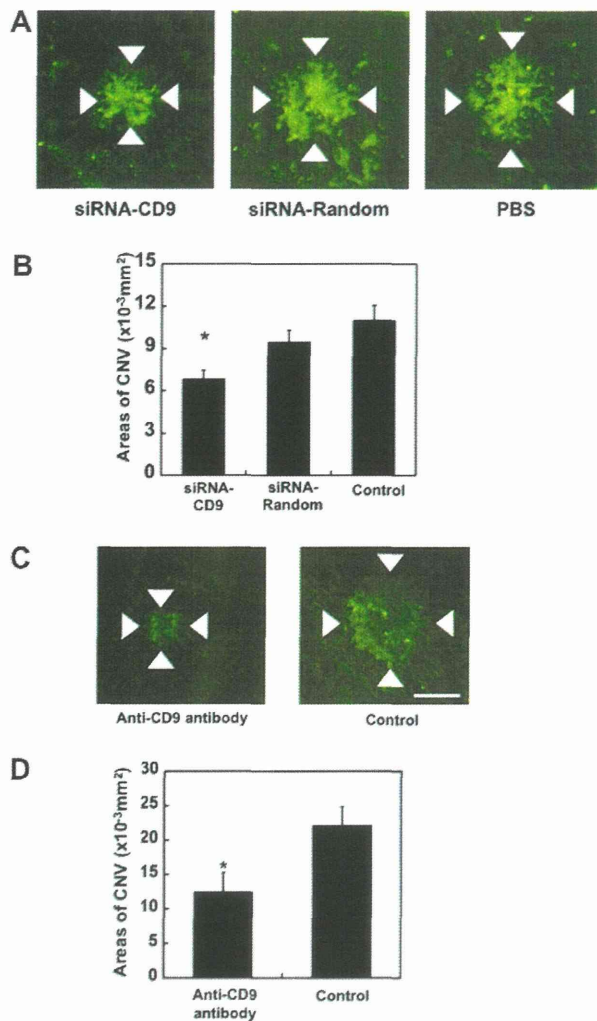 A
siRNA-CD9
siRNA-Random
PBS
B
Areas of CNV (x10⁻³mm²)
15
12
9
6
3
0
*
siRNA-
CD9
siRNA-
Random
Control
C
Anti-CD9 antibody
Control
D
Areas of CNV (x10⁻³mm²)
30
25
20
15
10
5
0
*
Anti-CD9
antibody
Control